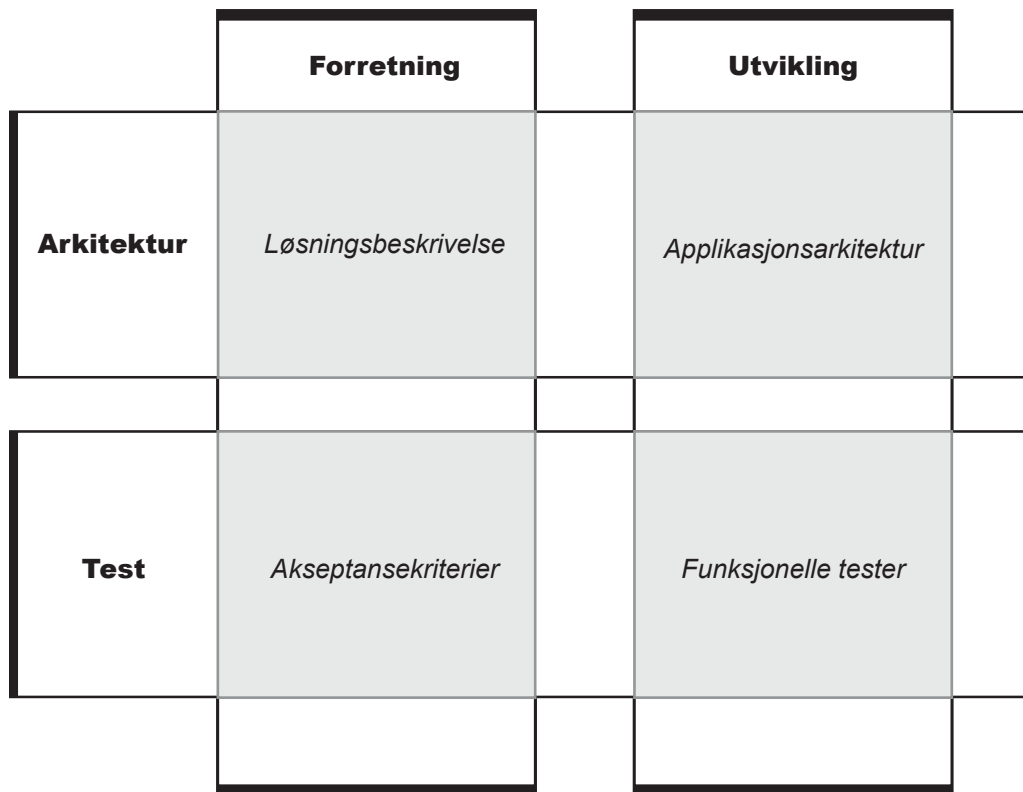 Forretning
Utvikling
Arkitektur
Løsningsbeskrivelse
Applikasjonsarkitektur
Test
Akseptansekriterier
Funksjonelle tester